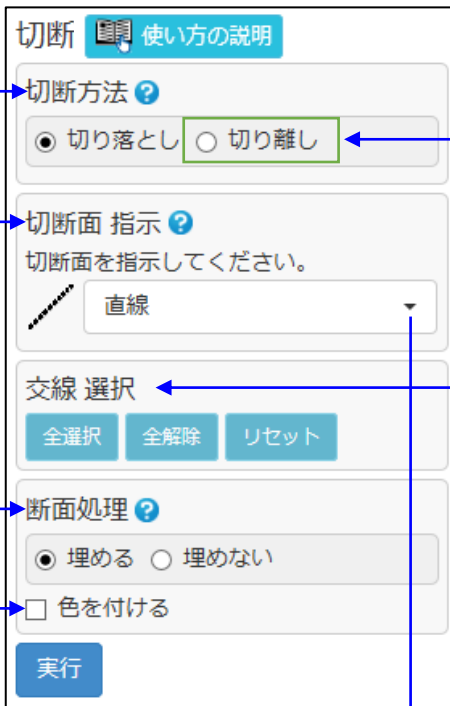 切断 使い方の説明
切断方法 ?
切り落とし 切り離し
切断面 指示 ?
切断面を指示してください。
直線
交線 選択
全選択 全解除 リセット
断面処理 ?
埋める 埋めない
色を付ける
実行